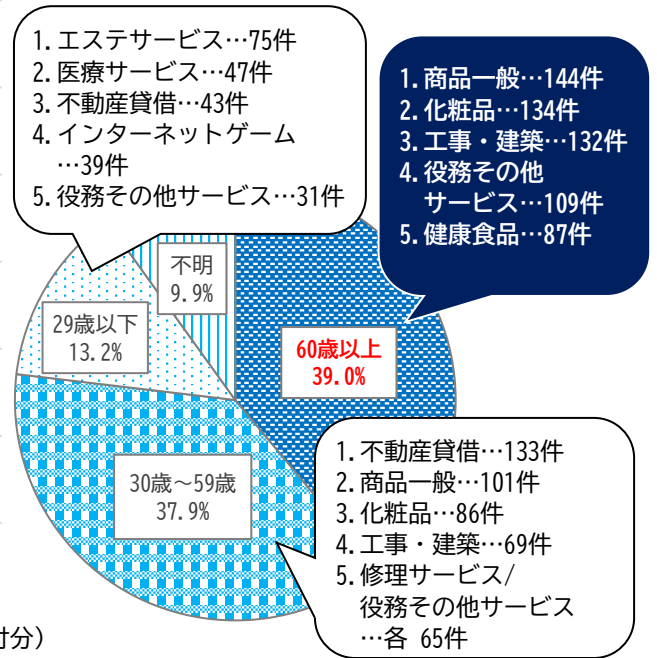 1.エステサービス…75件
2.医療サービス…47件
3.不動産貸借…43件
4.インターネットゲーム
…39件
5.役務その他サービス…31件
1.商品一般…144件
2.化粧品…134件
3.工事・建築…132件
4.役務その他
サービス…109件
5.健康食品…87件
不明
9.9%
29歳以下
13.2%
60歳以上
39.0%
30歳～59歳
37.9%
1.不動産貸借…133件
2.商品一般…101件
3.化粧品…86件
4.工事・建築…69件
5.修理サービス/
役務その他サービス
…各 65件
付分）